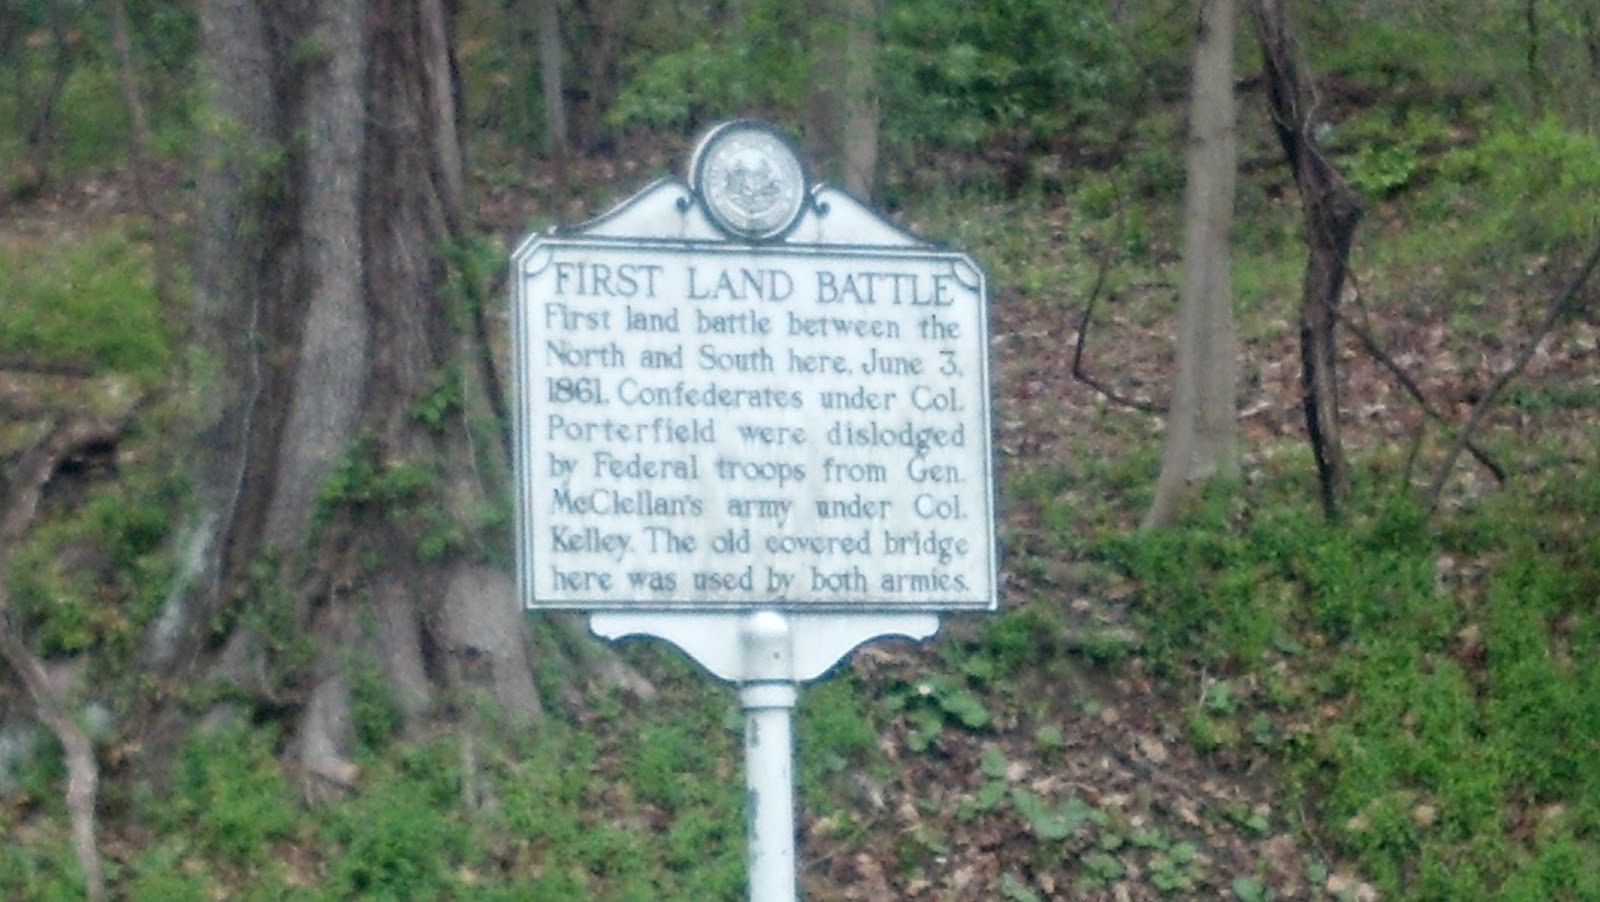 FIRST LAND BATTLE
First land battle between the
North and South here, June 3,
1861. Confederates under Col.
Porterfield were dislodged
by Federal troops from Gen.
McClellan's army under Col.
Kelley. The old covered bridge
here was used by both armies.